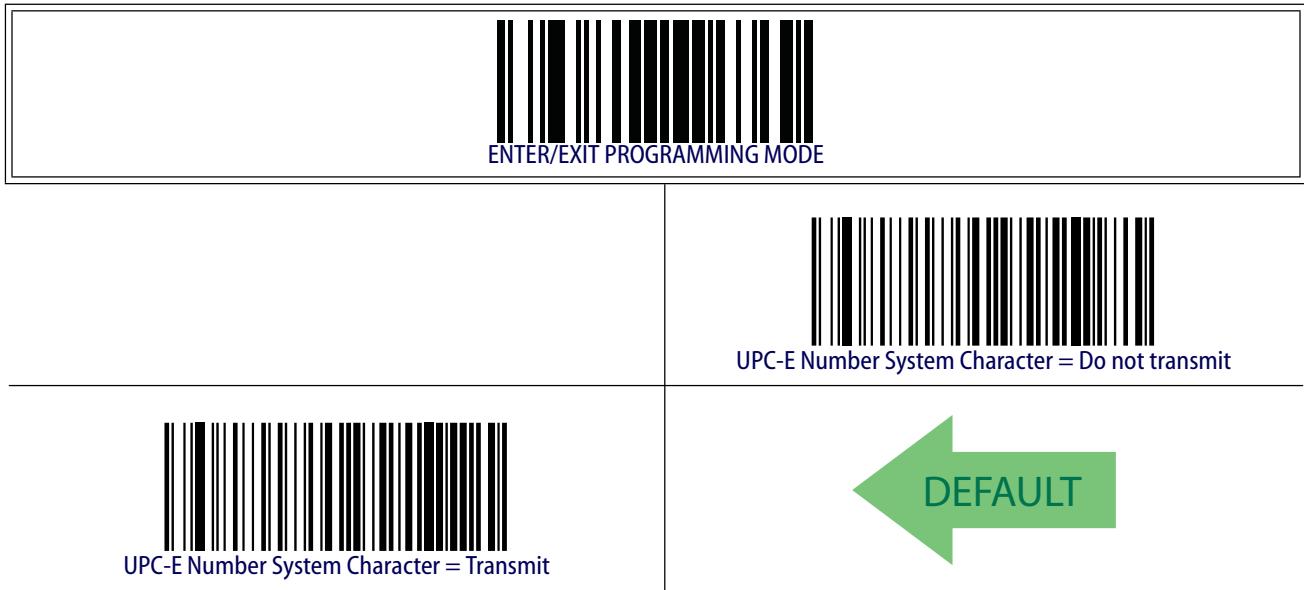 ENTER/EXIT PROGRAMMING MODE
UPC-E Number System Character = Do not transmit
UPC-E Number System Character = Transmit
DEFAULT